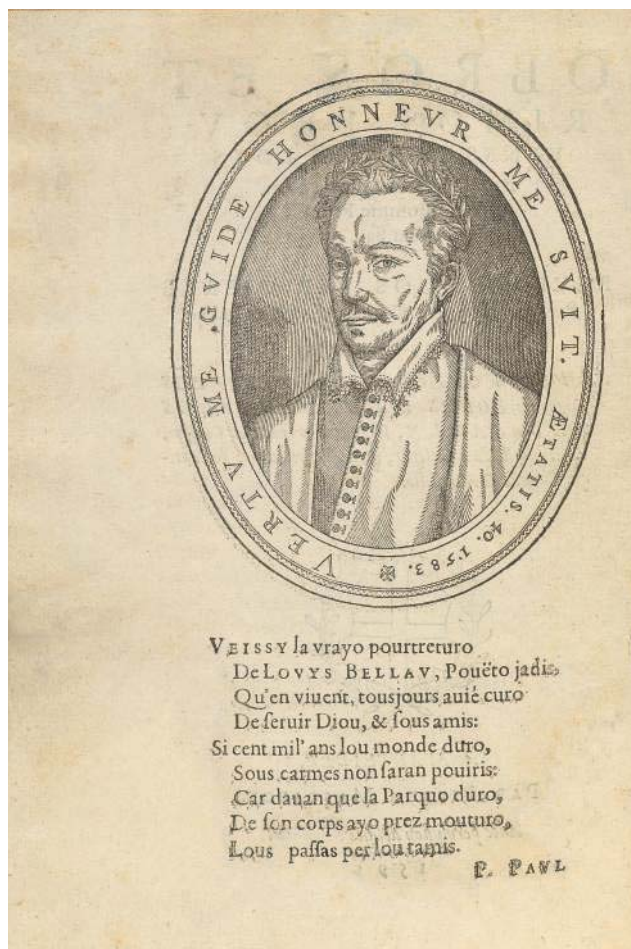 VERTV ME GVIDE HONNEVR ME SVIT. ÆTATIS. 40. 1583.
VEISSY la vrayo pourtreturo
De LOVYS BELLAV, Pouëto jadis,
Qu'en viuent, tousjours auié curo
De ſeruir Diou, & ſous amis:
Si cent mil' ans lou monde duro,
Sous carmes non ſaran pouiris:
Car dauan que la Parquo duro,
De ſon corps ayo prez mouturo,
Lous paſſas per lou tamis.
P. PAVL